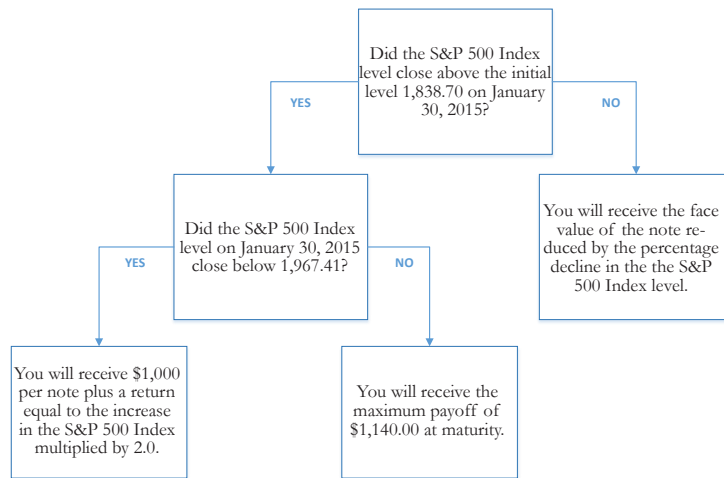 Did the S&P 500 Index
level close above the initial
level 1,838.70 on January
30, 2015?
YES
NO
Did the S&P 500 Index
level on January 30, 2015
close below 1,967.41?
You will receive the face
value of the note re-
duced by the percentage
decline in the the S&P
500 Index level.
YES
NO
You will receive $1,000
per note plus a return
equal to the increase
in the S&P 500 Index
multiplied by 2.0.
You will receive the
maximum payoff of
$1,140.00 at maturity.